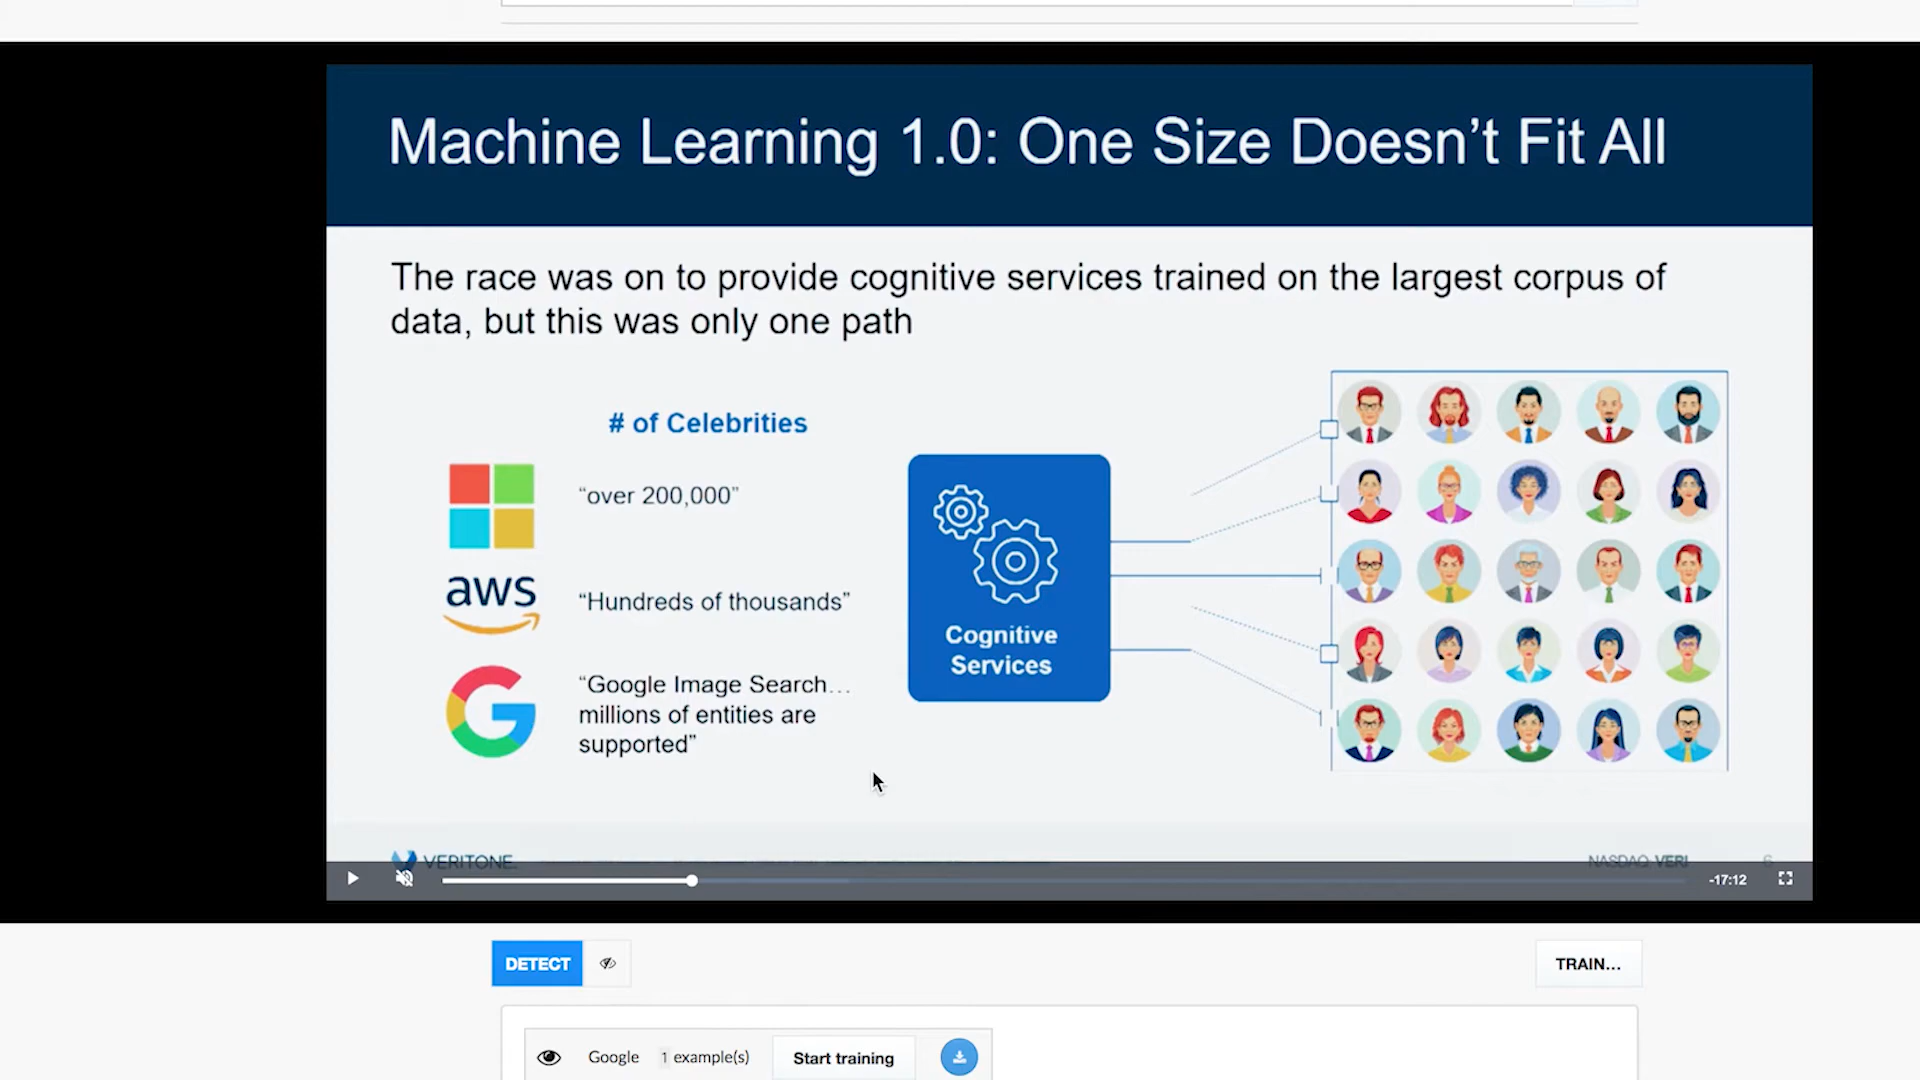 Machine Learning 1.0: One Size Doesn't Fit All
The race was on to provide cognitive services trained on the largest corpus of
data, but this was only one path
# of Celebrities
“over 200,000”
aws
“Hundreds of thousands”
“Google Image Search…
millions of entities are
supported”
Cognitive
Services
VERITONE
NASDAQ: VERI
6
-17:12
DETECT
TRAIN...
Google 1 example(s) Start training